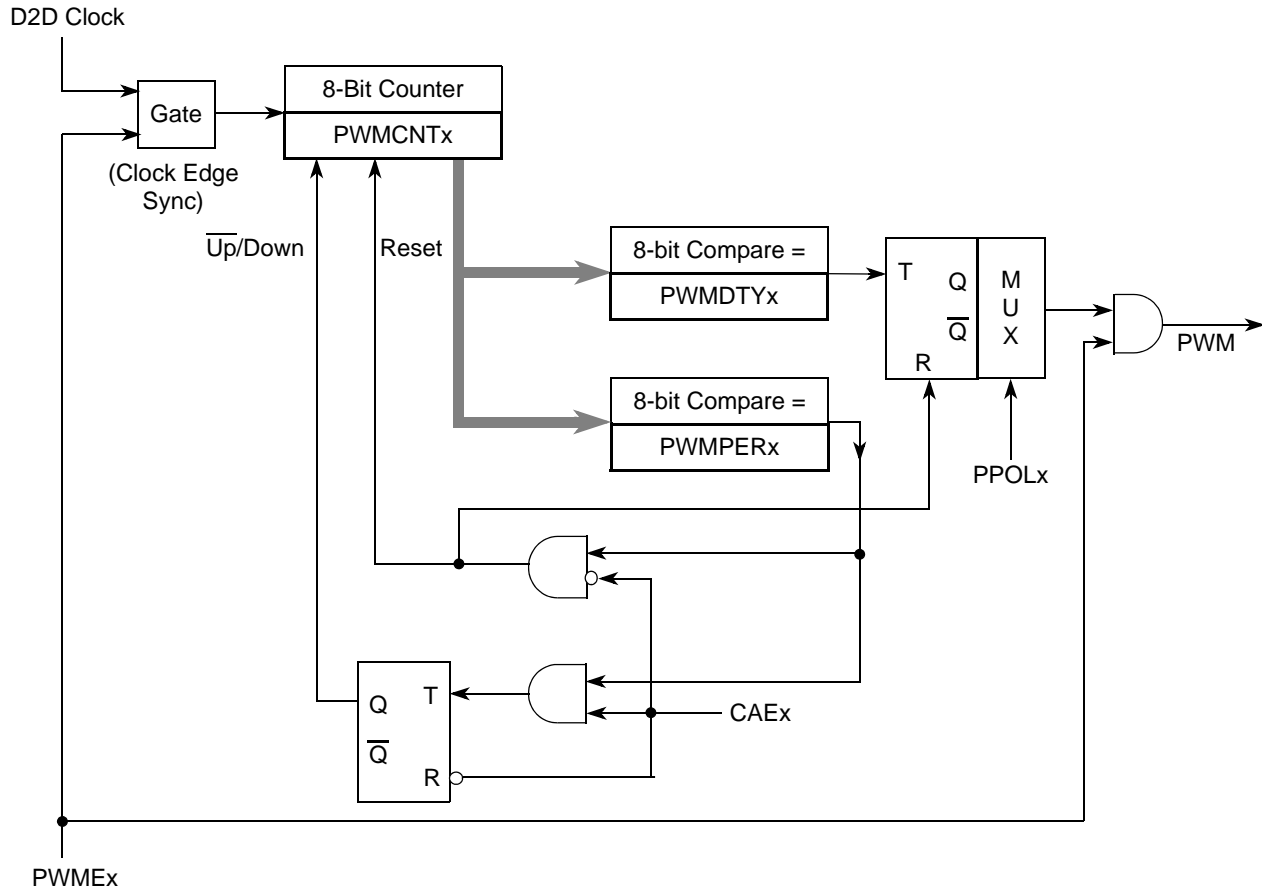 D2D Clock
Gate
(Clock Edge
Sync)
8-Bit Counter
PWMCNTx
U̅p̅/Down
Reset
8-bit Compare =
PWMDTYx
T
Q
Q̅
R
M
U
X
PWM
8-bit Compare =
PWMPERx
PPOLx
Q
T
Q̅
R
CAEx
PWMEx